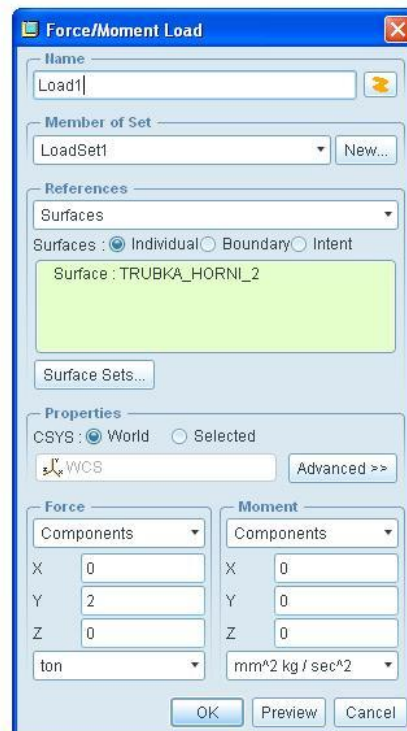 Force/Moment Load
Name
Load1
Member of Set
LoadSet1
New...
References
Surfaces
Surfaces : Individual Boundary Intent
Surface : TRUBKA_HORNI_2
Surface Sets...
Properties
CSYS : World Selected
WCS
Advanced >>
Force
Components
X 0
Y 2
Z 0
ton
Moment
Components
X 0
Y 0
Z 0
mm^2 kg / sec^2
OK Preview Cancel